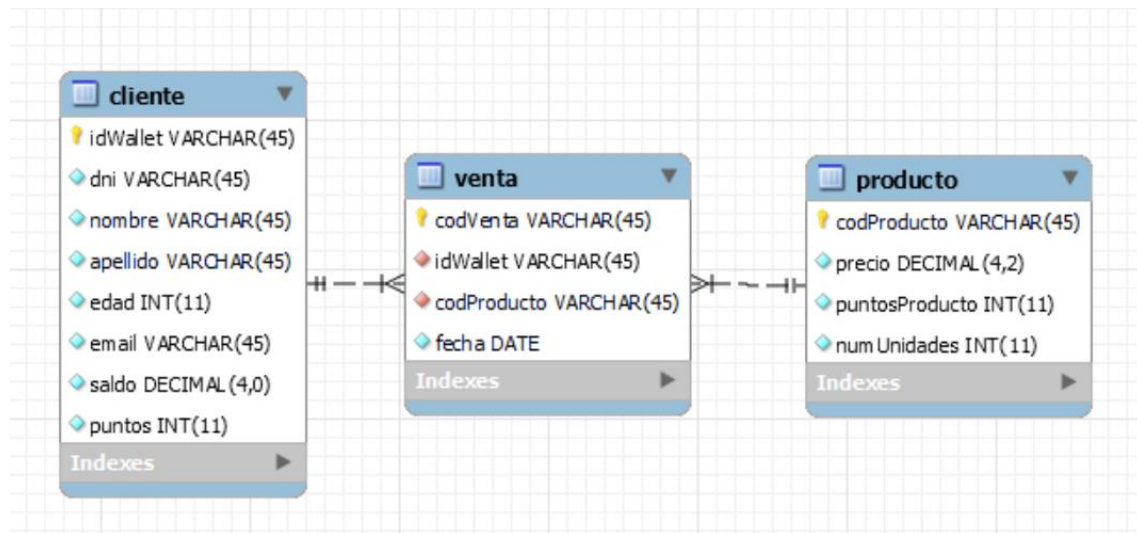 cliente
idWallet VARCHAR(45)
dni VARCHAR(45)
nombre VARCHAR(45)
apellido VARCHAR(45)
edad INT(11)
email VARCHAR(45)
saldo DECIMAL(4,0)
puntos INT(11)
Indexes
venta
codVenta VARCHAR(45)
idWallet VARCHAR(45)
codProducto VARCHAR(45)
fecha DATE
Indexes
producto
codProducto VARCHAR(45)
precio DECIMAL(4,2)
puntosProducto INT(11)
numUnidades INT(11)
Indexes